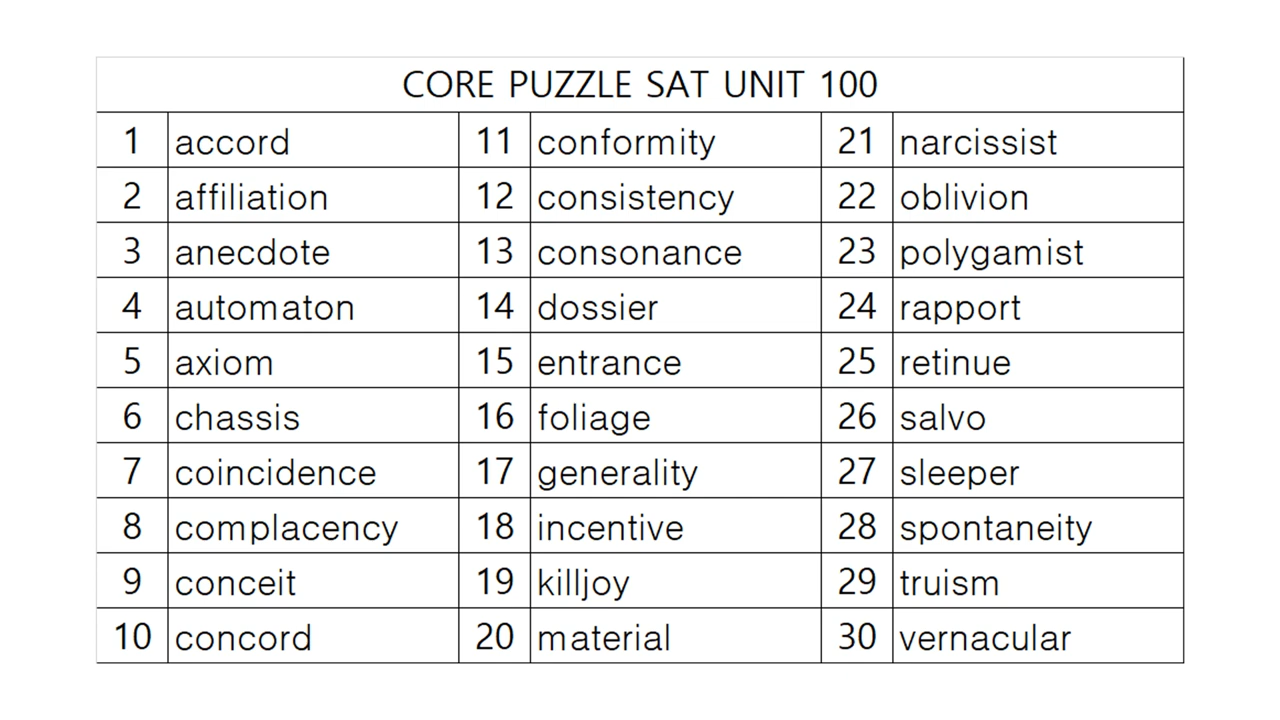 CORE PUZZLE SAT UNIT 100
1 accord 11 conformity 21 narcissist
2 affiliation 12 consistency 22 oblivion
3 anecdote 13 consonance 23 polygamist
4 automaton 14 dossier 24 rapport
5 axiom 15 entrance 25 retinue
6 chassis 16 foliage 26 salvo
7 coincidence 17 generality 27 sleeper
8 complacency 18 incentive 28 spontaneity
9 conceit 19 killjoy 29 truism
10 concord 20 material 30 vernacular